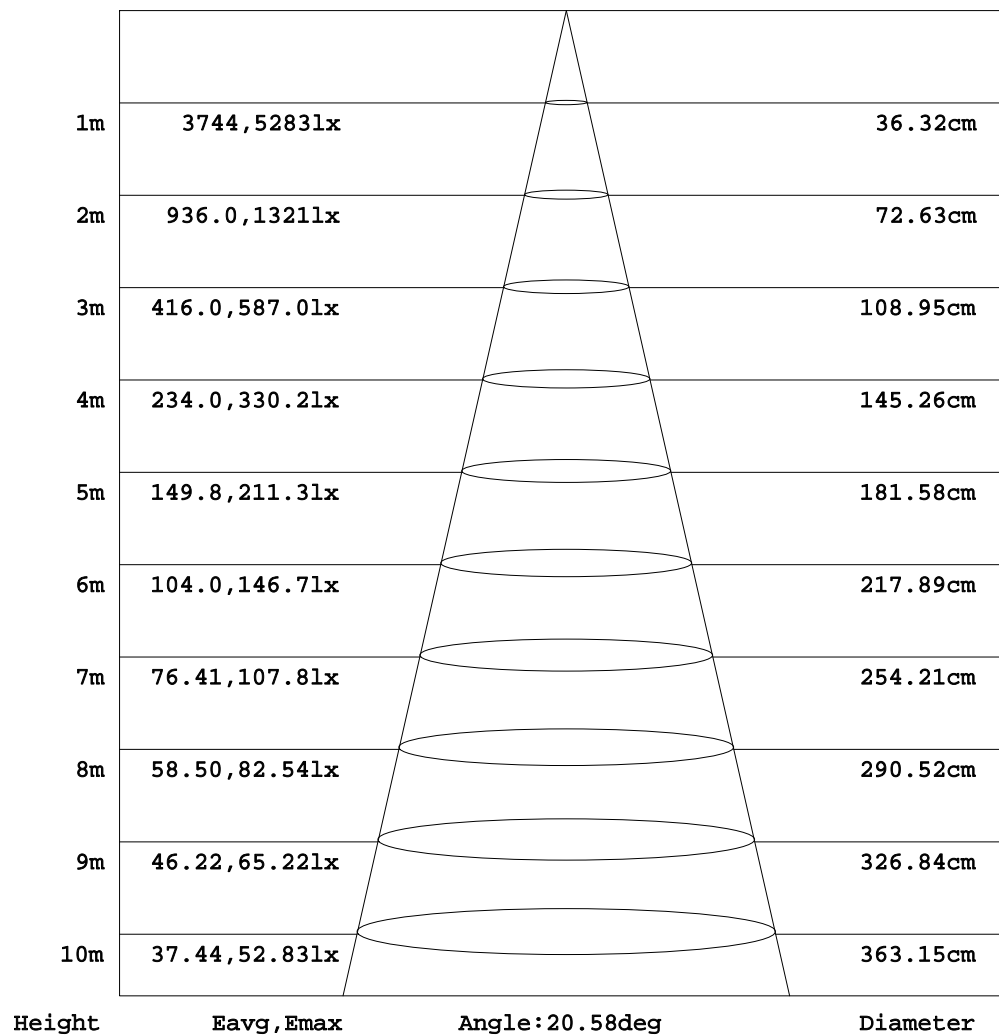 1m 3744,5283lx 36.32cm
2m 936.0,1321lx 72.63cm
3m 416.0,587.0lx 108.95cm
4m 234.0,330.2lx 145.26cm
5m 149.8,211.3lx 181.58cm
6m 104.0,146.7lx 217.89cm
7m 76.41,107.8lx 254.21cm
8m 58.50,82.54lx 290.52cm
9m 46.22,65.22lx 326.84cm
10m 37.44,52.83lx 363.15cm
Height Eavg,Emax Angle:20.58deg Diameter